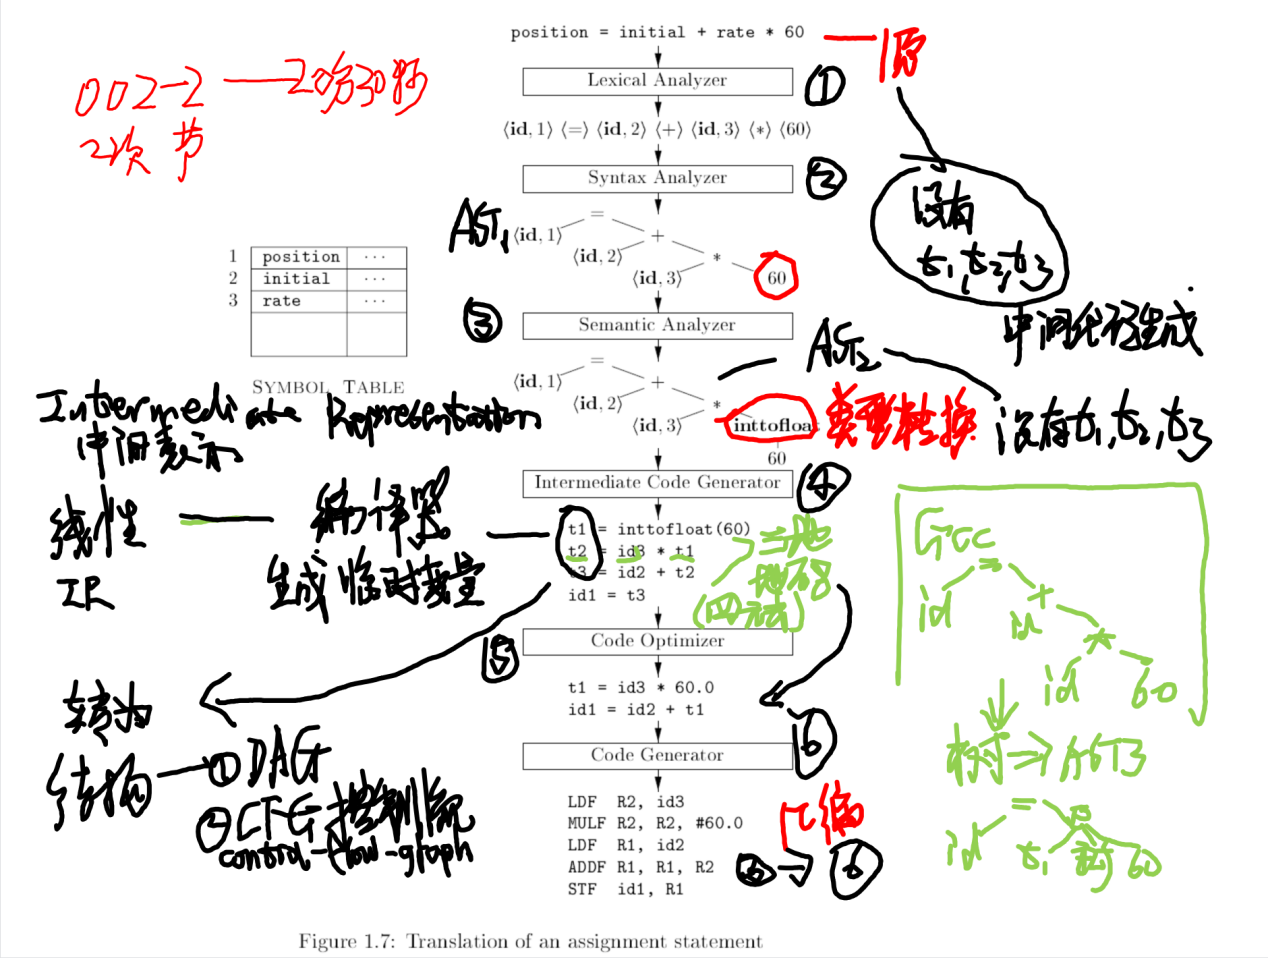 position = initial + rate * 60
源
002-2 — 20分30秒
2次 节
Lexical Analyzer
①
⟨id, 1⟩ ⟨=⟩ ⟨id, 2⟩ ⟨+⟩ ⟨id, 3⟩ ⟨*⟩ ⟨60⟩
Syntax Analyzer
②
没有
t1,t2,t3
中间代码生成
AST1
=
⟨id, 1⟩
+
⟨id, 2⟩
*
⟨id, 3⟩
60
1 position ···
2 initial ···
3 rate ···
SYMBOL TABLE
③
Semantic Analyzer
AST2
没有t1,t2,t3
=
⟨id, 1⟩
+
⟨id, 2⟩
*
⟨id, 3⟩
inttofloat
类型转换
60
Intermediate Representation
中间表示
线性
IR
编译器
生成临时变量
Intermediate Code Generator
④
t1 = inttofloat(60)
t2 = id3 * t1
t3 = id2 + t2
id1 = t3
三地
址码
Code Optimizer
⑤
t1 = id3 * 60.0
id1 = id2 + t1
转为
结构
① DAG
② CFG 控制流
control-flow-graph
Code Generator
⑥
LDF R2, id3
MULF R2, R2, #60.0
LDF R1, id2
ADDF R1, R1, R2
STF id1, R1
汇编
⑥
Gcc
=
id
+
id
*
id
60
树 ⇒ AST3
=
id
t1
60
Figure 1.7: Translation of an assignment statement